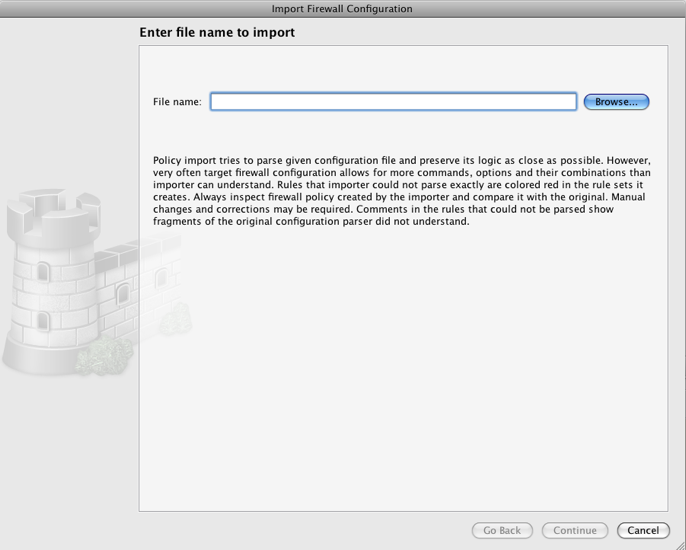 Import Firewall Configuration
Enter file name to import
File name:
Browse...
Policy import tries to parse given configuration file and preserve its logic as close as possible. However,
very often target firewall configuration allows for more commands, options and their combinations than
importer can understand. Rules that importer could not parse exactly are colored red in the rule sets it
creates. Always inspect firewall policy created by the importer and compare it with the original. Manual
changes and corrections may be required. Comments in the rules that could not be parsed show
fragments of the original configuration parser did not understand.
Go Back
Continue
Cancel